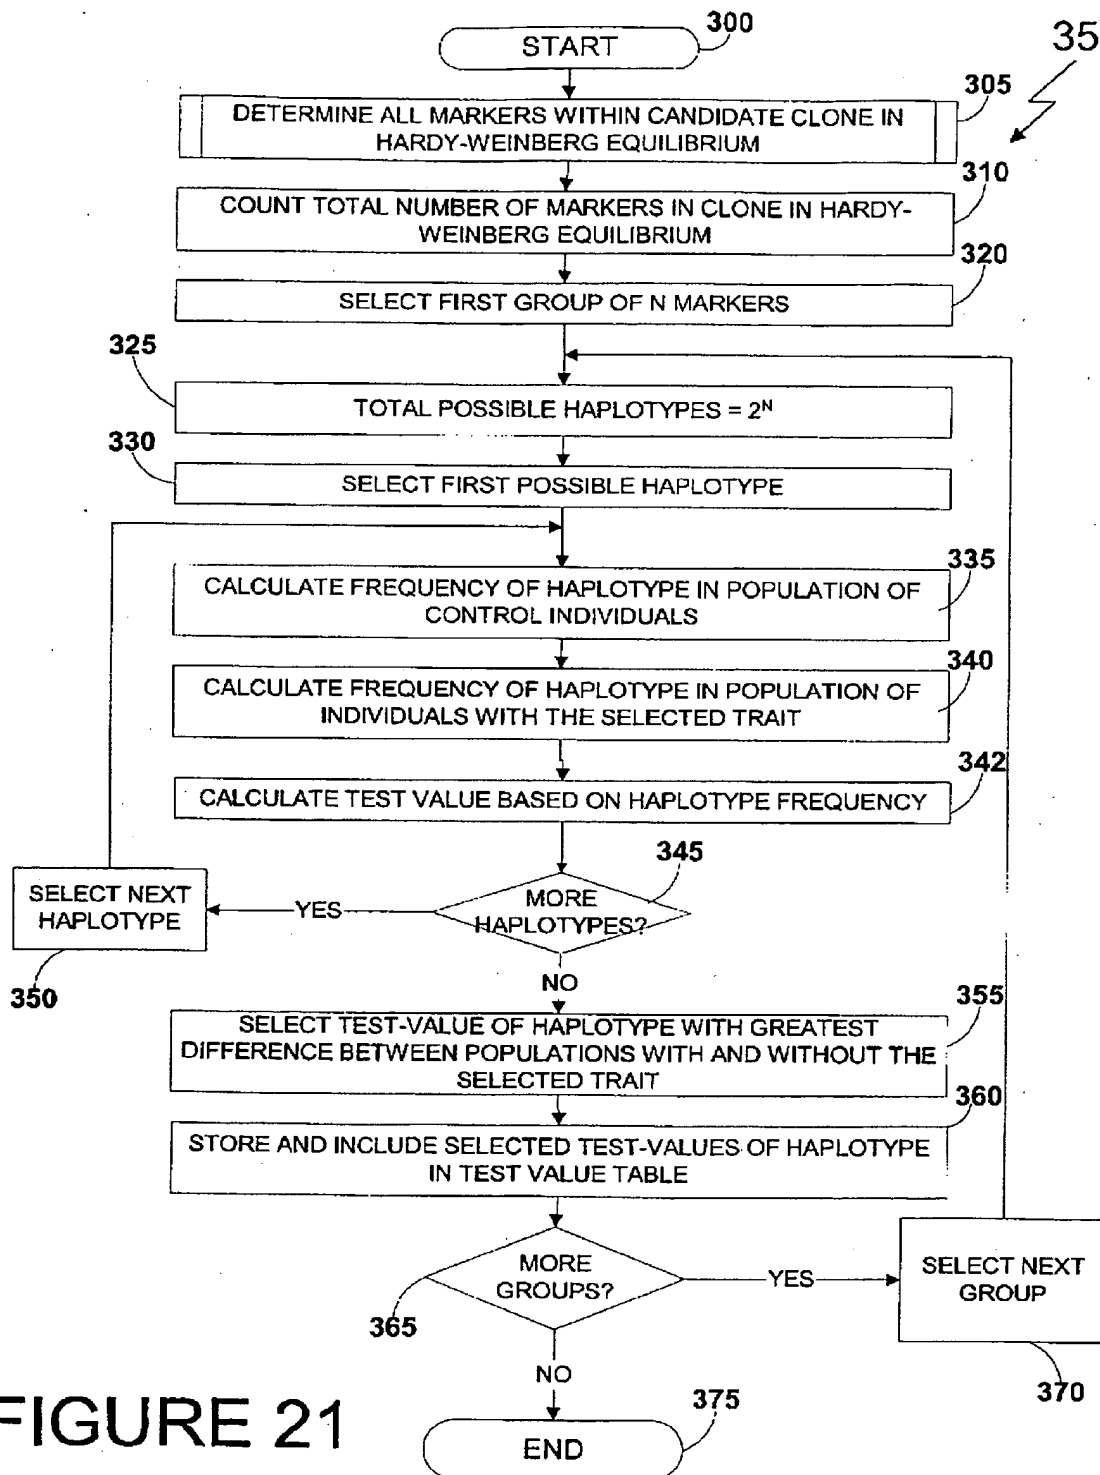 300
START
35
305
DETERMINE ALL MARKERS WITHIN CANDIDATE CLONE IN
HARDY-WEINBERG EQUILIBRIUM
310
COUNT TOTAL NUMBER OF MARKERS IN CLONE IN HARDY-
WEINBERG EQUILIBRIUM
320
SELECT FIRST GROUP OF N MARKERS
325
TOTAL POSSIBLE HAPLOTYPES = 2^N
330
SELECT FIRST POSSIBLE HAPLOTYPE
335
CALCULATE FREQUENCY OF HAPLOTYPE IN POPULATION OF
CONTROL INDIVIDUALS
340
CALCULATE FREQUENCY OF HAPLOTYPE IN POPULATION OF
INDIVIDUALS WITH THE SELECTED TRAIT
342
CALCULATE TEST VALUE BASED ON HAPLOTYPE FREQUENCY
345
MORE
HAPLOTYPES?
YES
SELECT NEXT
HAPLOTYPE
350
NO
355
SELECT TEST-VALUE OF HAPLOTYPE WITH GREATEST
DIFFERENCE BETWEEN POPULATIONS WITH AND WITHOUT THE
SELECTED TRAIT
360
STORE AND INCLUDE SELECTED TEST-VALUES OF HAPLOTYPE
IN TEST VALUE TABLE
MORE
GROUPS?
365
YES
SELECT NEXT
GROUP
370
NO
375
END
FIGURE 21